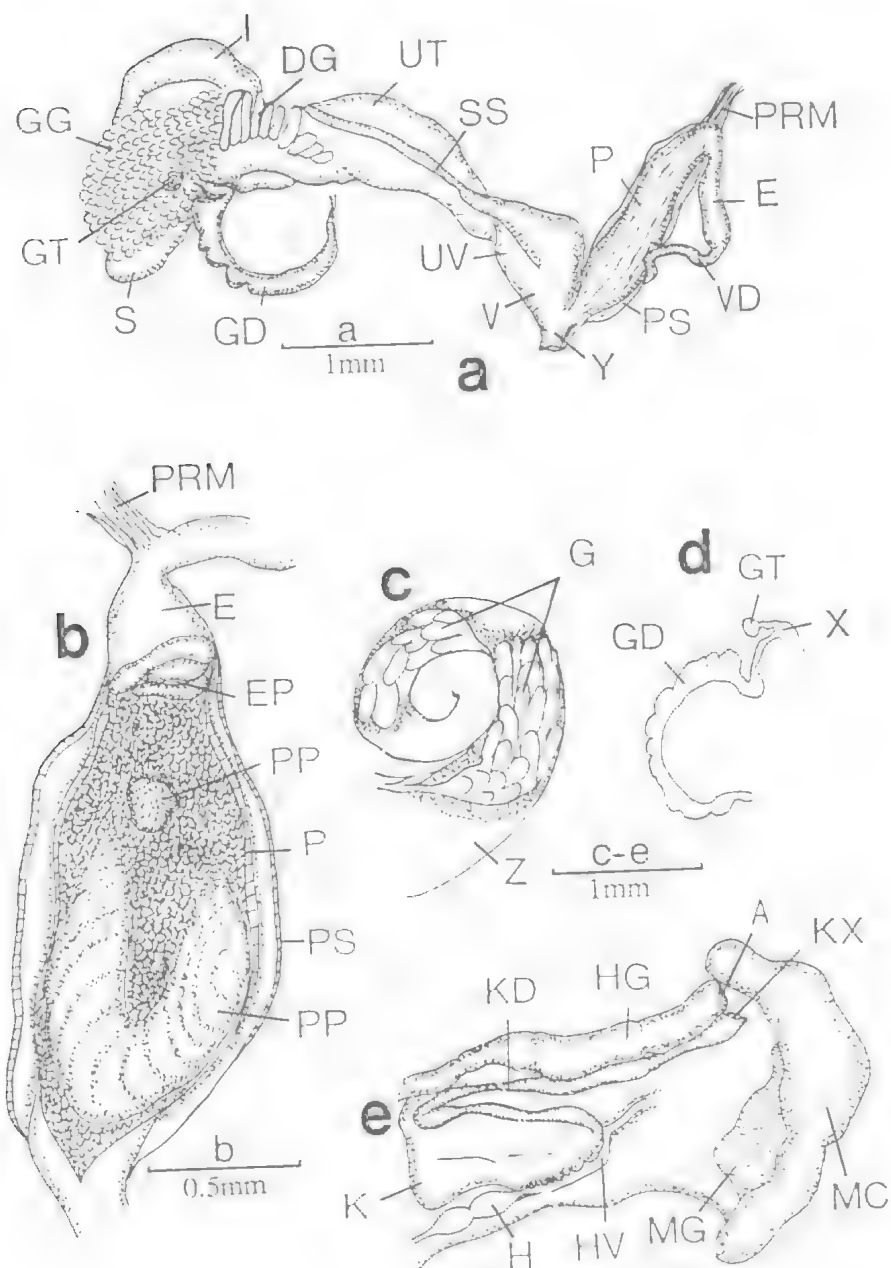 I
DG
UT
GG
SS
PRM
P
E
GT
UV
S
GD
V
PS
VD
a
1mm
Y
a
PRM
G
d
c
GT
E
X
b
GD
EP
PP
P
Z
c-e
1mm
A
KX
PS
KD
HG
PP
e
b
0.5mm
K
H
HV
MG
MC